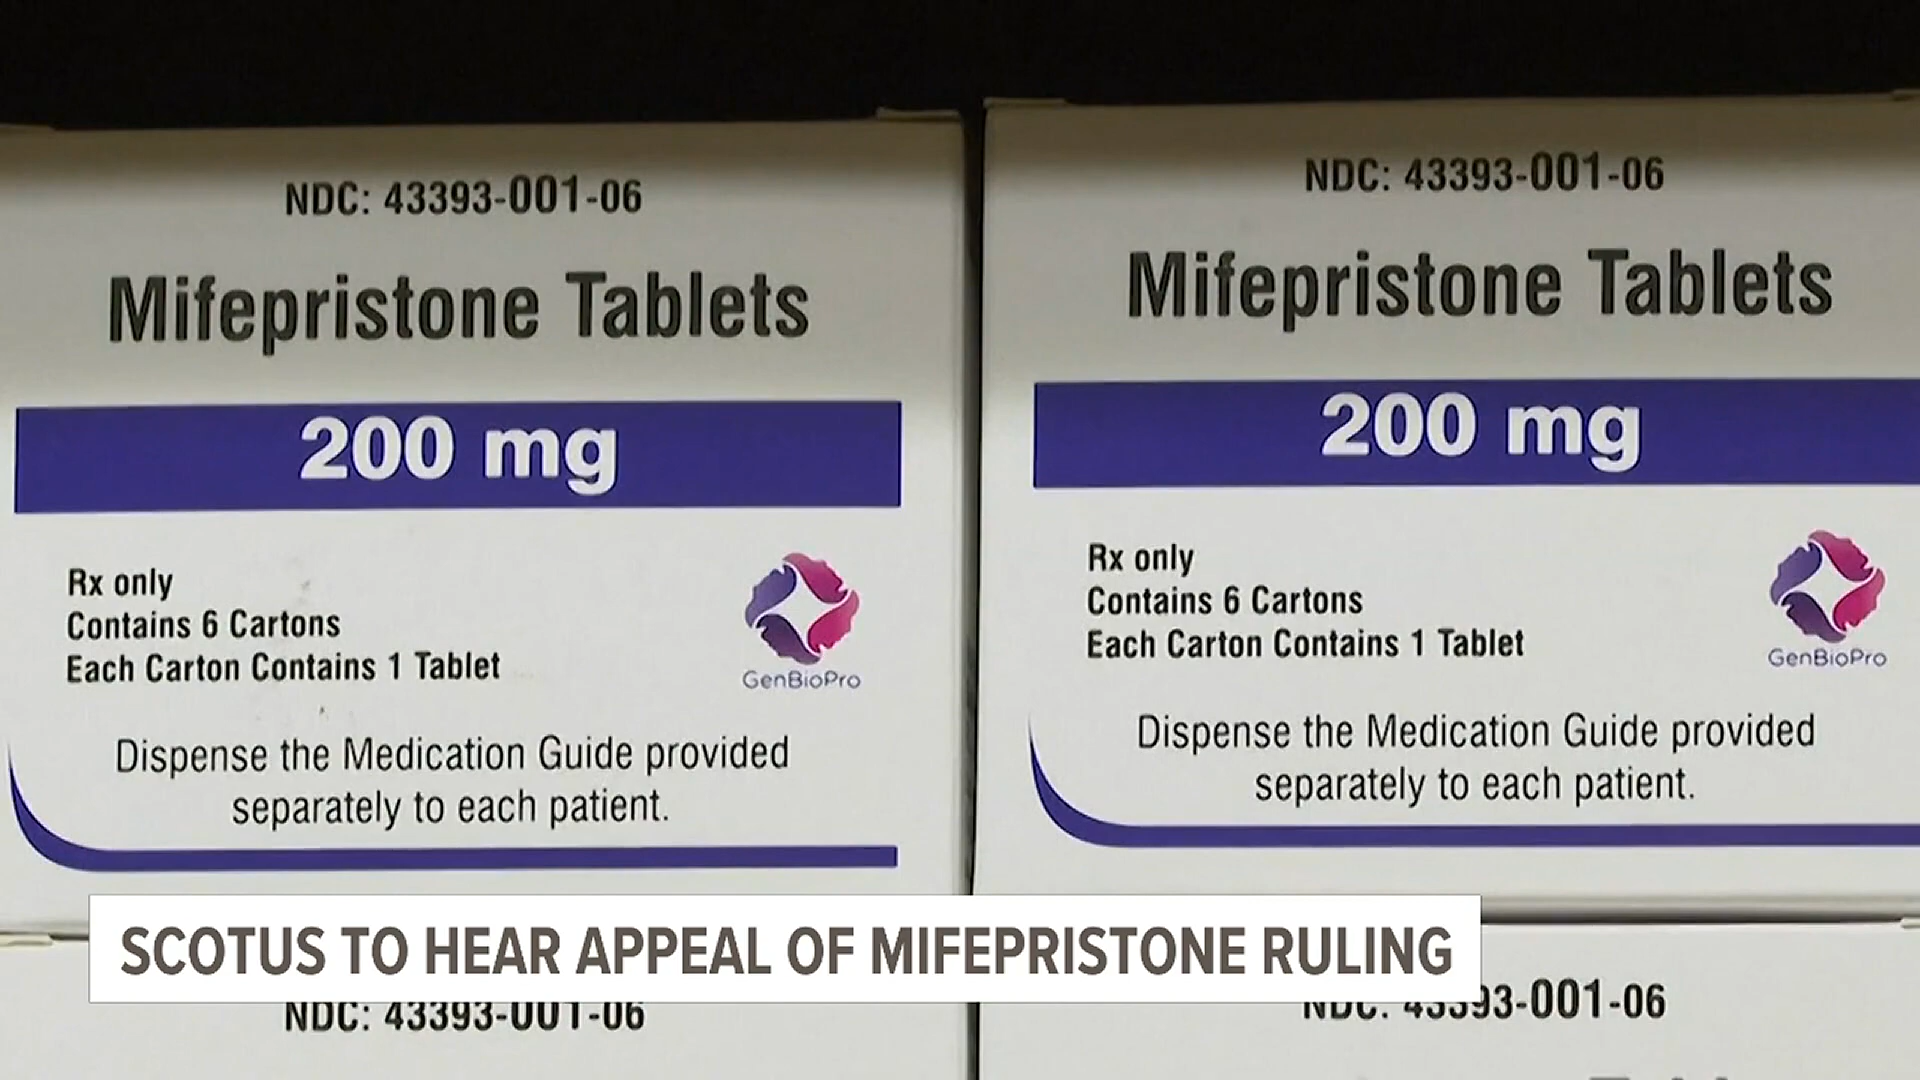 NDC: 43393-001-06
Mifepristone Tablets
200 mg
Rx only
Contains 6 Cartons
Each Carton Contains 1 Tablet
GenBioPro
Dispense the Medication Guide provided
separately to each patient.
NDC: 43393-001-06
Mifepristone Tablets
200 mg
Rx only
Contains 6 Cartons
Each Carton Contains 1 Tablet
GenBioPro
Dispense the Medication Guide provided
separately to each patient.
SCOTUS TO HEAR APPEAL OF MIFEPRISTONE RULING
NDC: 43393-001-06
NDC: 43393-001-06